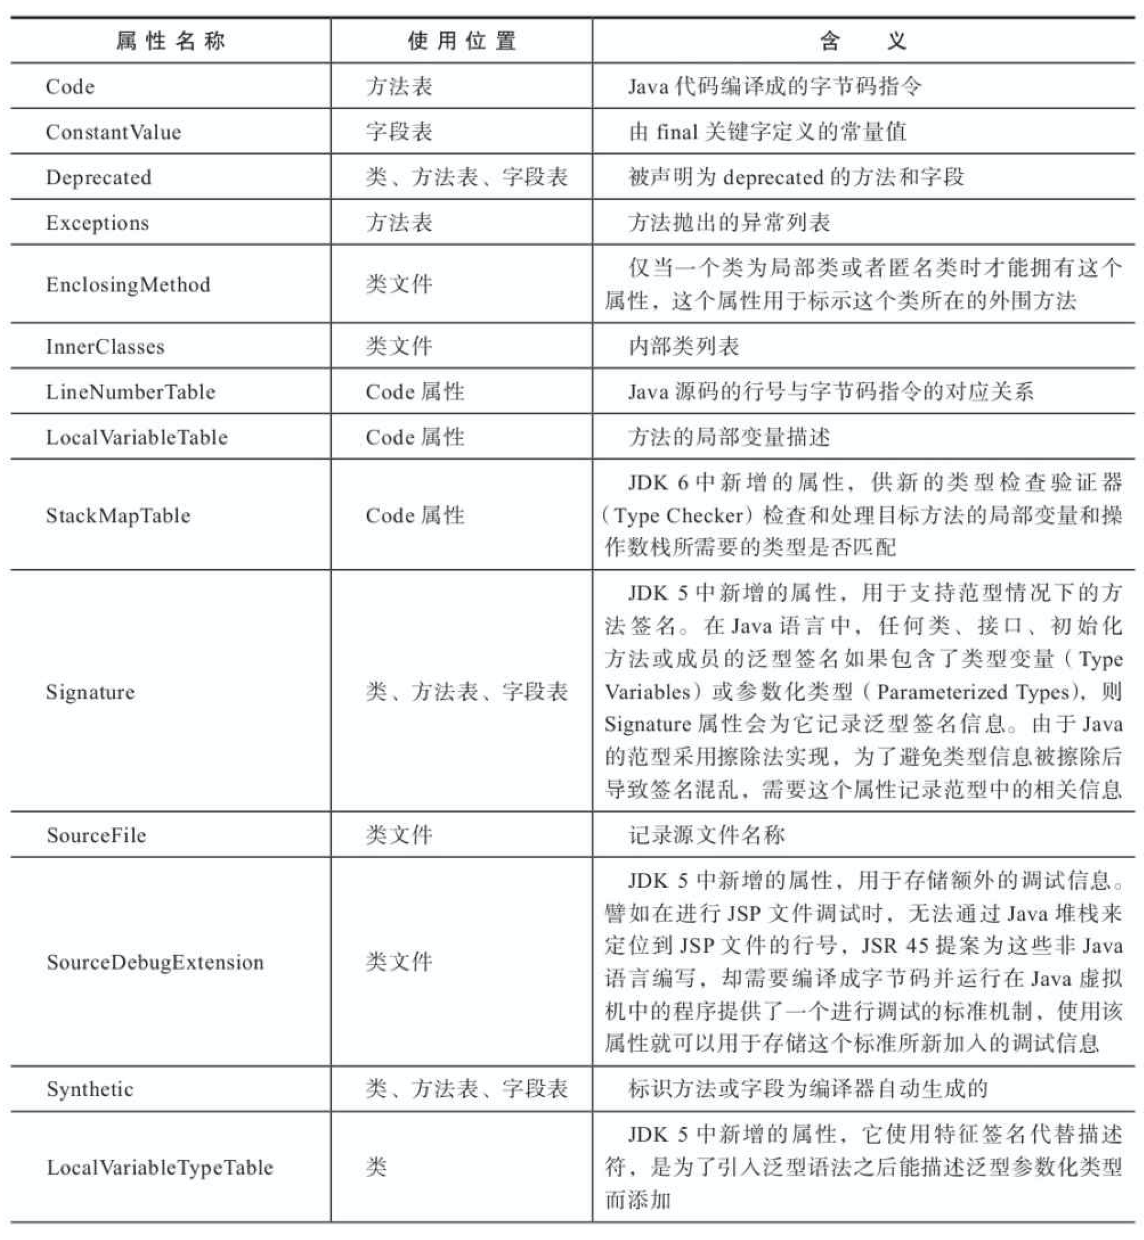 属性名称 使用位置 含 义
Code 方法表 Java 代码编译成的字节码指令
ConstantValue 字段表 由 final 关键字定义的常量值
Deprecated 类、方法表、字段表 被声明为 deprecated 的方法和字段
Exceptions 方法表 方法抛出的异常列表
EnclosingMethod 类文件 仅当一个类为局部类或者匿名类时才能拥有这个
属性，这个属性用于标示这个类所在的外围方法
InnerClasses 类文件 内部类列表
LineNumberTable Code 属性 Java 源码的行号与字节码指令的对应关系
LocalVariableTable Code 属性 方法的局部变量描述
StackMapTable Code 属性 JDK 6 中新增的属性，供新的类型检查验证器
（Type Checker）检查和处理目标方法的局部变量和操
作数栈所需要的类型是否匹配
Signature 类、方法表、字段表 JDK 5 中新增的属性，用于支持范型情况下的方
法签名。在 Java 语言中，任何类、接口、初始化
方法或成员的泛型签名如果包含了类型变量（Type
Variables）或参数化类型（Parameterized Types)，则
Signature 属性会为它记录泛型签名信息。由于 Java
的范型采用擦除法实现，为了避免类型信息被擦除后
导致签名混乱，需要这个属性记录范型中的相关信息
SourceFile 类文件 记录源文件名称
SourceDebugExtension 类文件 JDK 5 中新增的属性，用于存储额外的调试信息。
譬如在进行 JSP 文件调试时，无法通过 Java 堆栈来
定位到 JSP 文件的行号，JSR 45 提案为这些非 Java
语言编写，却需要编译成字节码并运行在 Java 虚拟
机中的程序提供了一个进行调试的标准机制，使用该
属性就可以用于存储这个标准所新加入的调试信息
Synthetic 类、方法表、字段表 标识方法或字段为编译器自动生成的
LocalVariableTypeTable 类 JDK 5 中新增的属性，它使用特征签名代替描述
符，是为了引入泛型语法之后能描述泛型参数化类型
而添加